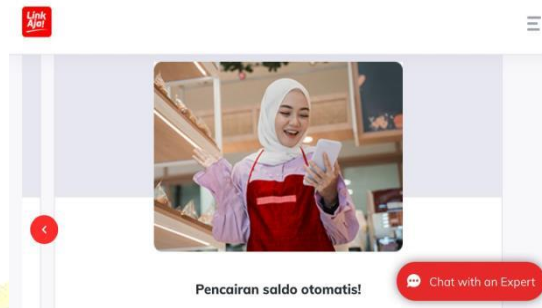 Link
Aja!
Pencairan saldo otomatis!
Chat with an Expert